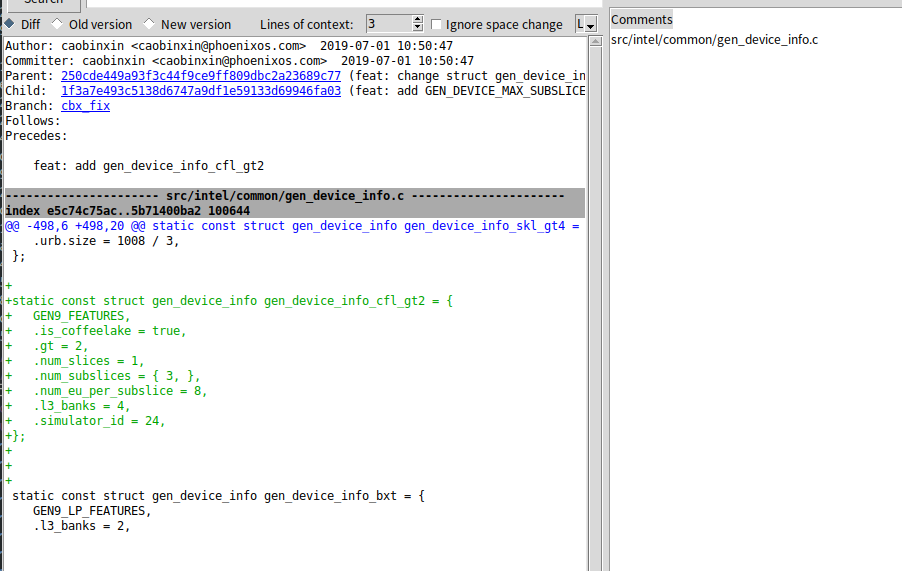 Search
Diff Old version New version Lines of context: 3 Ignore space change L
Author: caobinxin <caobinxin@phoenixos.com>  2019-07-01 10:50:47
Committer: caobinxin <caobinxin@phoenixos.com>  2019-07-01 10:50:47
Parent: 250cde449a93f3c44f9ce9ff809dbc2a23689c77 (feat: change struct gen_device_in
Child:  1f3a7e493c5138d6747a9df1e59133d69946fa03 (feat: add GEN_DEVICE_MAX_SUBSLICE
Branch: cbx_fix
Follows:
Precedes:
    feat: add gen_device_info_cfl_gt2
---------------------- src/intel/common/gen_device_info.c ----------------------
index e5c74c75ac..5b71400ba2 100644
@@ -498,6 +498,20 @@ static const struct gen_device_info gen_device_info_skl_gt4 =
    .urb.size = 1008 / 3,
 };
+
+static const struct gen_device_info gen_device_info_cfl_gt2 = {
+   GEN9_FEATURES,
+   .is_coffeelake = true,
+   .gt = 2,
+   .num_slices = 1,
+   .num_subslices = { 3, },
+   .num_eu_per_subslice = 8,
+   .l3_banks = 4,
+   .simulator_id = 24,
+};
+
+
+
 static const struct gen_device_info gen_device_info_bxt = {
    GEN9_LP_FEATURES,
    .l3_banks = 2,
Comments
src/intel/common/gen_device_info.c